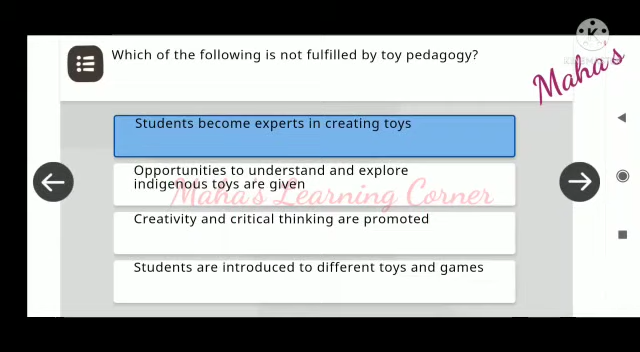 Which of the following is not fulfilled by toy pedagogy?
Maha's
Students become experts in creating toys
Opportunities to understand and explore
indigenous toys are given
Maha's Learning Corner
Creativity and critical thinking are promoted
Students are introduced to different toys and games